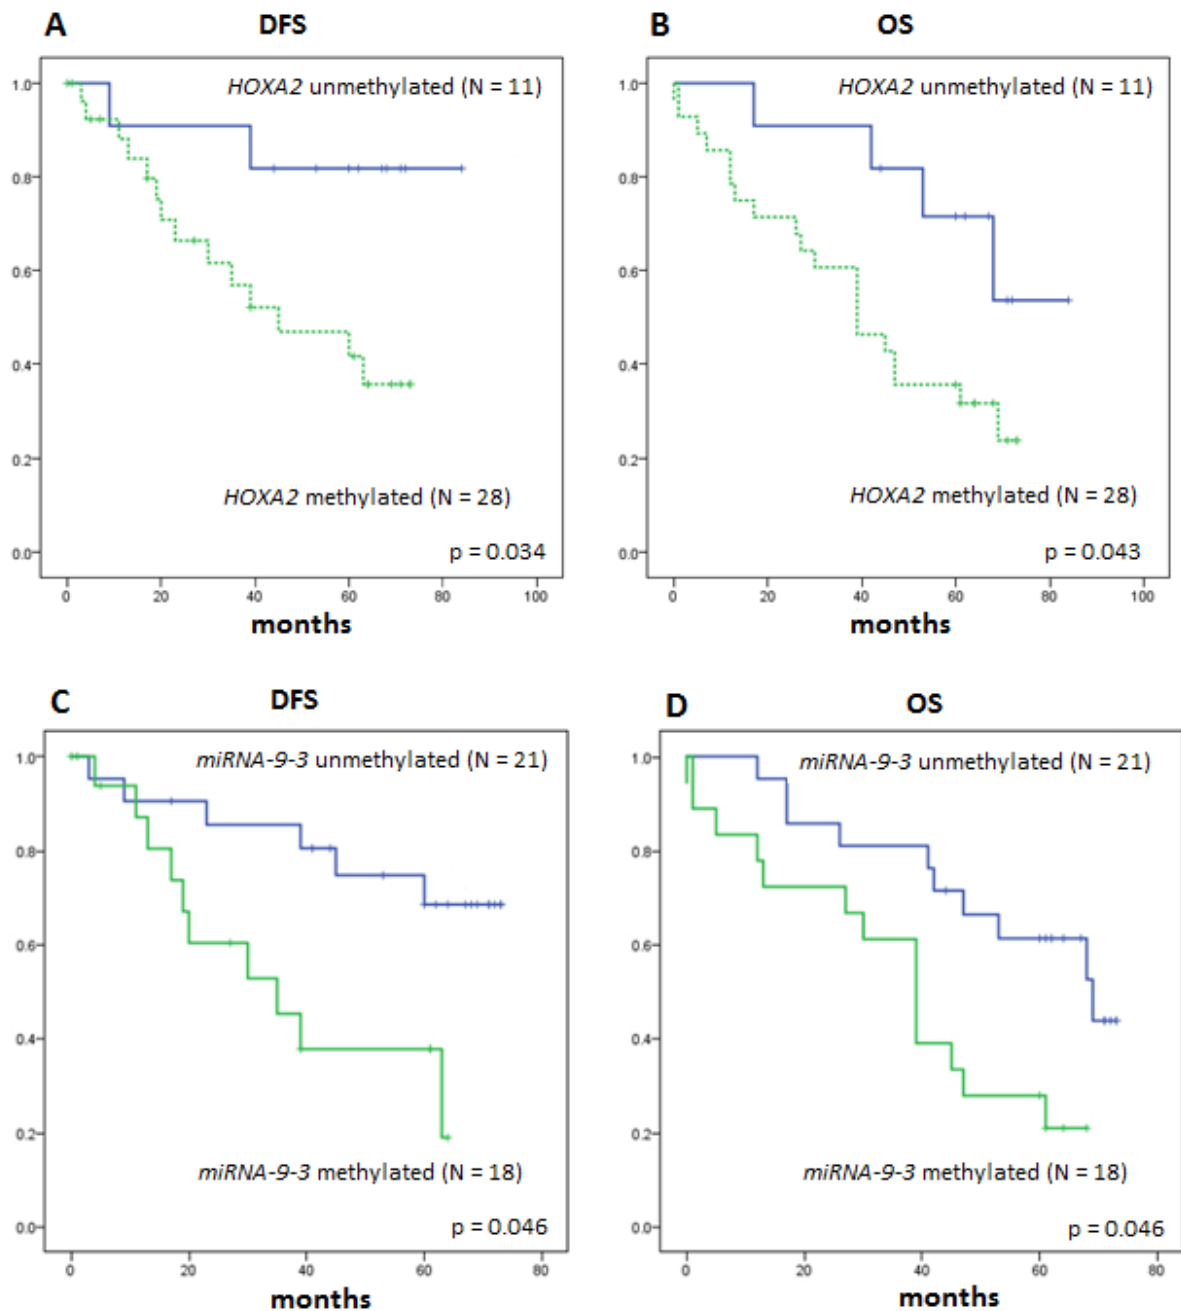 A DFS
HOXA2 unmethylated (N = 11)
1.0
0.8
0.6
0.4
0.2
0.0
HOXA2 methylated (N = 28)
p = 0.034
0 20 40 60 80 100
months
B OS
HOXA2 unmethylated (N = 11)
1.0
0.8
0.6
0.4
0.2
0.0
HOXA2 methylated (N = 28)
p = 0.043
0 20 40 60 80 100
months
C DFS
miRNA-9-3 unmethylated (N = 21)
1.0
0.8
0.6
0.4
0.2
0.0
miRNA-9-3 methylated (N = 18)
p = 0.046
0 20 40 60 80
months
D OS
miRNA-9-3 unmethylated (N = 21)
1.0
0.8
0.6
0.4
0.2
0.0
miRNA-9-3 methylated (N = 18)
p = 0.046
0 20 40 60 80
months